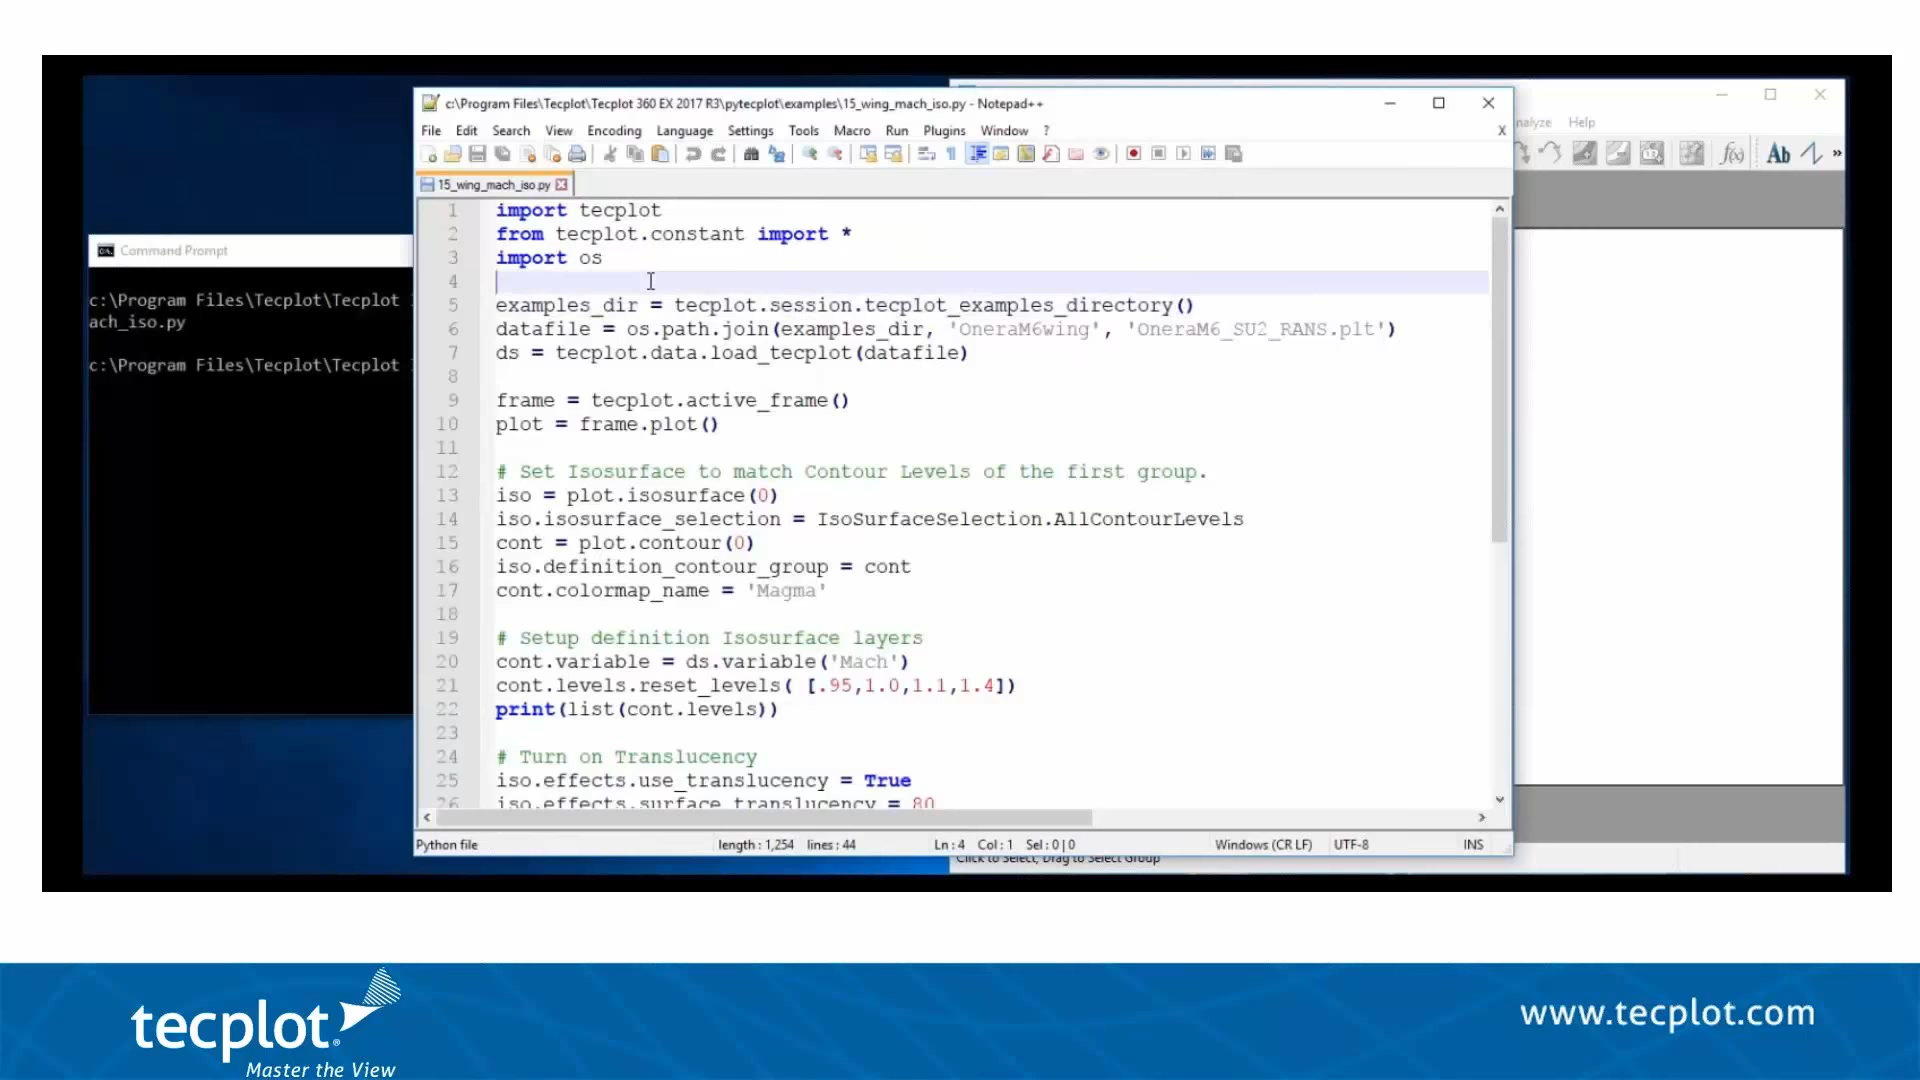 c:\Program Files\Tecplot\Tecplot 360 EX 2017 R3\pytecplot\examples\15_wing_mach_iso.py - Notepad++
File Edit Search View Encoding Language Settings Tools Macro Run Plugins Window ? X
nalyze Help
f(x) Ab »
15_wing_mach_iso.py
Command Prompt
c:\Program Files\Tecplot\Tecplot
ach_iso.py
c:\Program Files\Tecplot\Tecplot
1 import tecplot
2 from tecplot.constant import *
3 import os
4
5 examples_dir = tecplot.session.tecplot_examples_directory()
6 datafile = os.path.join(examples_dir, 'OneraM6wing', 'OneraM6_SU2_RANS.plt')
7 ds = tecplot.data.load_tecplot(datafile)
8
9 frame = tecplot.active_frame()
10 plot = frame.plot()
11
12 # Set Isosurface to match Contour Levels of the first group.
13 iso = plot.isosurface(0)
14 iso.isosurface_selection = IsoSurfaceSelection.AllContourLevels
15 cont = plot.contour(0)
16 iso.definition_contour_group = cont
17 cont.colormap_name = 'Magma'
18
19 # Setup definition Isosurface layers
20 cont.variable = ds.variable('Mach')
21 cont.levels.reset_levels( [.95,1.0,1.1,1.4])
22 print(list(cont.levels))
23
24 # Turn on Translucency
25 iso.effects.use_translucency = True
26 iso.effects.surface_translucency = 80
Python file length : 1,254 lines : 44 Ln : 4 Col : 1 Sel : 0 | 0 Windows (CR LF) UTF-8 INS
Click to Select, Drag to Select Group
tecplot®
Master the View
www.tecplot.com